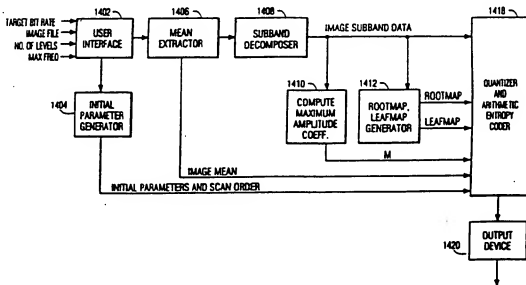 TARGET BIT RATE
IMAGE FILE
NO. OF LEVELS
MAX FREQ
1402
USER
INTERFACE
1406
MEAN
EXTRACTOR
1408
SUBBAND
DECOMPOSER
IMAGE SUBBAND DATA
1418
QUANTIZER
AND
ARITHMETIC
ENTROPY
CODER
1404
INITIAL
PARAMETER
GENERATOR
1410
COMPUTE
MAXIMUM
AMPLITUDE
COEFF.
1412
ROOTMAP,
LEAFMAP
GENERATOR
ROOTMAP
LEAFMAP
M
IMAGE MEAN
INITIAL PARAMETERS AND SCAN ORDER
OUTPUT
DEVICE
1420